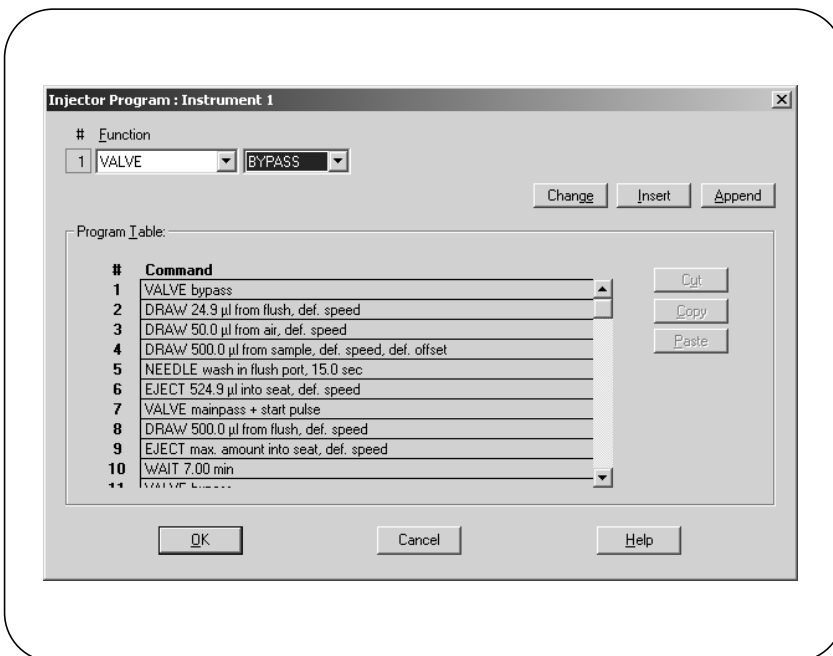 Injector Program : Instrument 1
# Function
1 VALVE BYPASS
Change Insert Append
Program Table:
# Command
1 VALVE bypass
2 DRAW 24.9 µl from flush, def. speed
3 DRAW 50.0 µl from air, def. speed
4 DRAW 500.0 µl from sample, def. speed, def. offset
5 NEEDLE wash in flush port, 15.0 sec
6 EJECT 524.9 µl into seat, def. speed
7 VALVE mainpass + start pulse
8 DRAW 500.0 µl from flush, def. speed
9 EJECT max. amount into seat, def. speed
10 WAIT 7.00 min
11 VALVE bypass
Cut
Copy
Paste
OK Cancel Help